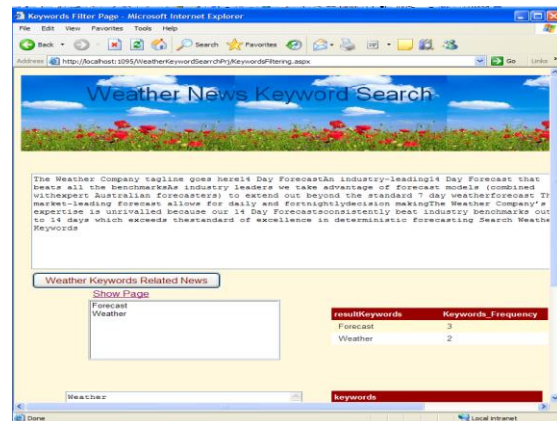 Keywords Filter Page - Microsoft Internet Explorer
File Edit View Favorites Tools Help
Back Search Favorites
Address http://localhost:1095/WeatherKeywordSearrchPrj/KeywordsFiltering.aspx Go Links
Weather News Keyword Search
The Weather Company tagline goes here14 Day ForecastAn industry-leading14 Day Forecast that
beats all the benchmarksAs industry leaders we take advantage of forecast models (combined
withexpert Australian forecasters) to extend out beyond the standard 7 day weatherforecast Th
market-leading forecast allows for daily and fortnightlydecision makingThe Weather Company's
expertise is unrivalled because our 14 Day Forecastsconsistently beat industry benchmarks out
to 14 days which exceeds thestandard of excellence in deterministic forecasting Search Weathe
Keywords
Weather Keywords Related News
Show Page
Forecast
Weather
resultKeywords Keywords_Frequency
Forecast 3
Weather 2
Weather
keywords
Done Local intranet